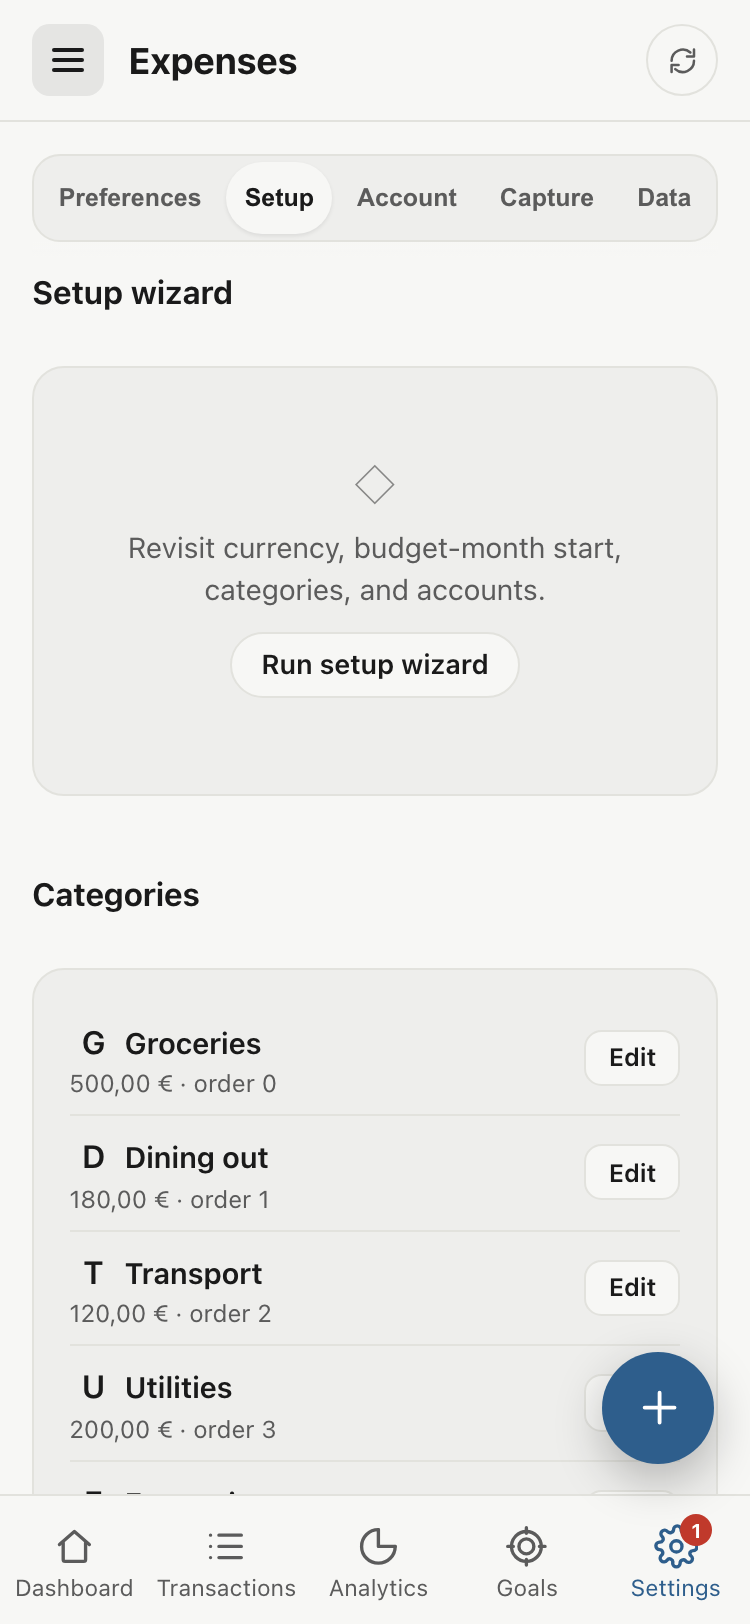 Expenses
Preferences Setup Account Capture Data
Setup wizard
Revisit currency, budget-month start,
categories, and accounts.
Run setup wizard
Categories
G Groceries
500,00 € · order 0
Edit
D Dining out
180,00 € · order 1
Edit
T Transport
120,00 € · order 2
Edit
U Utilities
200,00 € · order 3
1
Dashboard Transactions Analytics Goals Settings